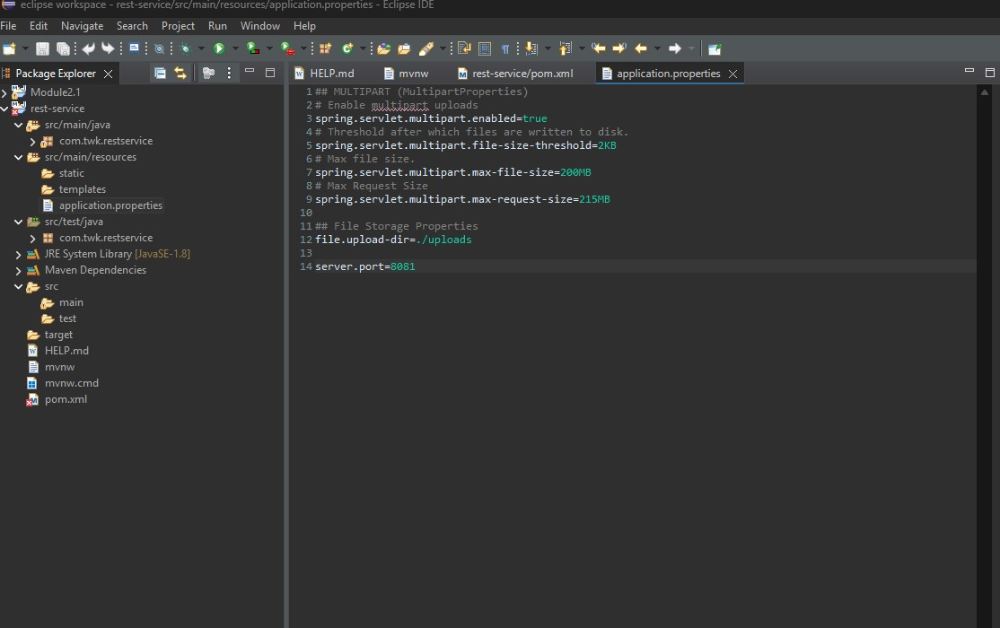 eclipse workspace - rest-service/src/main/resources/application.properties - Eclipse IDE
File Edit Navigate Search Project Run Window Help
Package Explorer
Module2.1
rest-service
src/main/java
com.twk.restservice
src/main/resources
static
templates
application.properties
src/test/java
com.twk.restservice
JRE System Library [JavaSE-1.8]
Maven Dependencies
src
main
test
target
HELP.md
mvnw
mvnw.cmd
pom.xml
HELP.md mvnw rest-service/pom.xml application.properties
1 ## MULTIPART (MultipartProperties)
2 # Enable multipart uploads
3 spring.servlet.multipart.enabled=true
4 # Threshold after which files are written to disk.
5 spring.servlet.multipart.file-size-threshold=2KB
6 # Max file size.
7 spring.servlet.multipart.max-file-size=200MB
8 # Max Request Size
9 spring.servlet.multipart.max-request-size=215MB
10
11 ## File Storage Properties
12 file.upload-dir=./uploads
13
14 server.port=8081